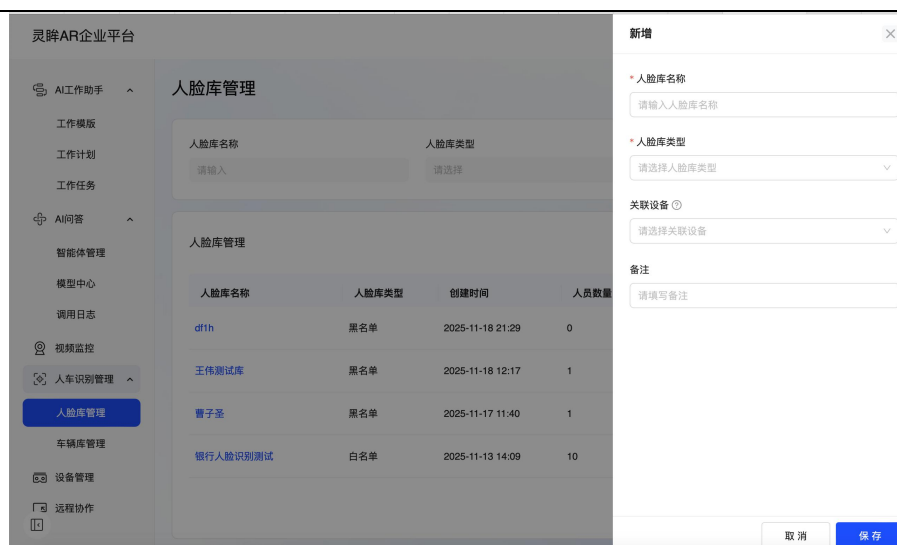 灵眸AR企业平台
AI工作助手
工作模版
工作计划
工作任务
AI问答
智能体管理
模型中心
调用日志
视频监控
人车识别管理
人脸库管理
车辆库管理
设备管理
远程协作
人脸库管理
人脸库名称 人脸库类型
请输入 请选择
人脸库管理
人脸库名称 人脸库类型 创建时间 人员数量
df1h 黑名单 2025-11-18 21:29 0
王伟测试库 黑名单 2025-11-18 12:17 1
曹子圣 黑名单 2025-11-17 11:40 1
银行人脸识别测试 白名单 2025-11-13 14:09 10
新增
* 人脸库名称
请输入人脸库名称
* 人脸库类型
请选择人脸库类型
关联设备
请选择关联设备
备注
请填写备注
取消 保存